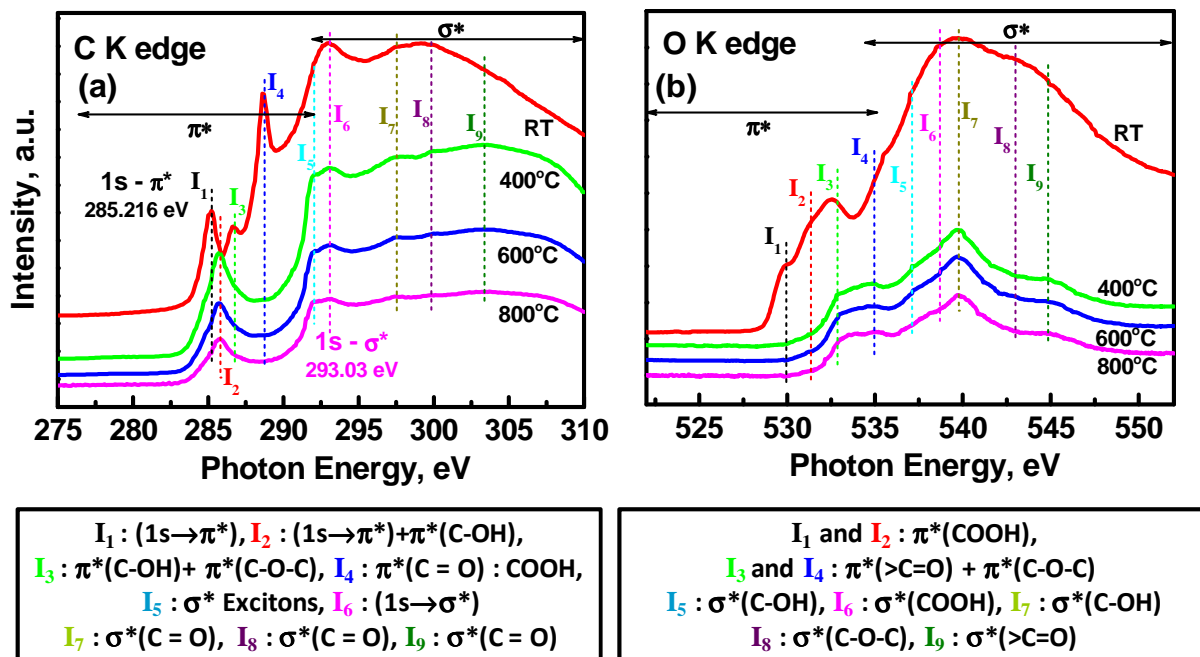 C K edge
(a)
σ*
π*
I₁
I₂
I₃
I₄
I₅
I₆
I₇
I₈
I₉
RT
400°C
600°C
800°C
1s - π*
285.216 eV
1s - σ*
293.03 eV
Intensity, a.u.
275 280 285 290 295 300 305 310
Photon Energy, eV
O K edge
(b)
σ*
π*
I₁
I₂
I₃
I₄
I₅
I₆
I₇
I₈
I₉
RT
400°C
600°C
800°C
525 530 535 540 545 550
Photon Energy, eV
I₁ : (1s→π*), I₂ : (1s→π*)+π*(C-OH),
I₃ : π*(C-OH)+ π*(C-O-C), I₄ : π*(C = O) : COOH,
I₅ : σ* Excitons, I₆ : (1s→σ*)
I₇ : σ*(C = O), I₈ : σ*(C = O), I₉ : σ*(C = O)
I₁ and I₂ : π*(COOH),
I₃ and I₄ : π*(>C=O) + π*(C-O-C)
I₅ : σ*(C-OH), I₆ : σ*(COOH), I₇ : σ*(C-OH)
I₈ : σ*(C-O-C), I₉ : σ*(>C=O)